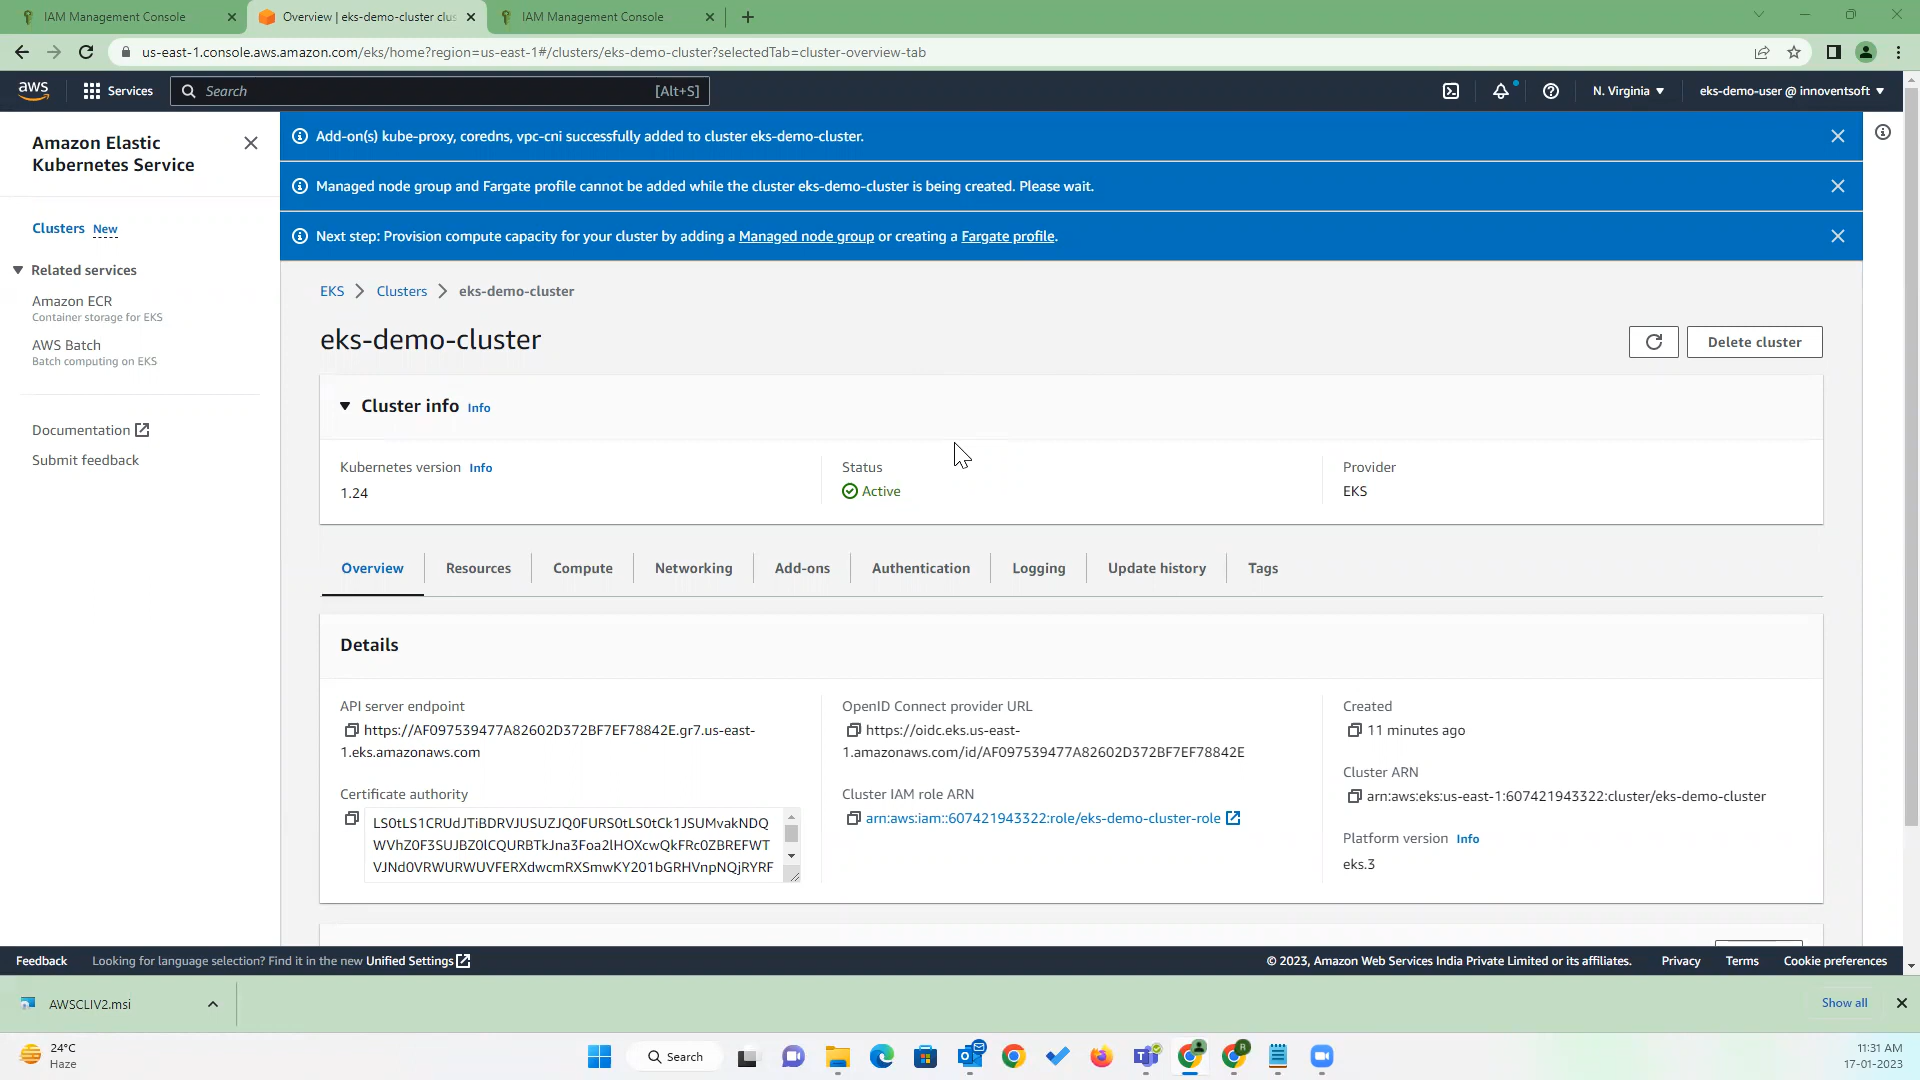 IAM Management Console
Overview | eks-demo-cluster clus
IAM Management Console
us-east-1.console.aws.amazon.com/eks/home?region=us-east-1#/clusters/eks-demo-cluster?selectedTab=cluster-overview-tab
aws
Services
Search
[Alt+S]
N. Virginia
eks-demo-user @ innoventsoft
Amazon Elastic
Kubernetes Service
Clusters New
Related services
Amazon ECR
Container storage for EKS
AWS Batch
Batch computing on EKS
Documentation
Submit feedback
Add-on(s) kube-proxy, coredns, vpc-cni successfully added to cluster eks-demo-cluster.
Managed node group and Fargate profile cannot be added while the cluster eks-demo-cluster is being created. Please wait.
Next step: Provision compute capacity for your cluster by adding a Managed node group or creating a Fargate profile.
EKS
Clusters
eks-demo-cluster
eks-demo-cluster
Delete cluster
Cluster info Info
Kubernetes version Info
1.24
Status
Active
Provider
EKS
Overview
Resources
Compute
Networking
Add-ons
Authentication
Logging
Update history
Tags
Details
API server endpoint
https://AF097539477A82602D372BF7EF78842E.gr7.us-east-
1.eks.amazonaws.com
Certificate authority
LS0tLS1CRUdJTiBDRVJUSUZJQ0FURS0tLS0tCk1JSUMvakNDQ
WVhZ0F3SUJBZ0lCQURBTkJna3Foa2lHOXcwQkFRc0ZBREFWT
VJNd0VRWURWUVFERXdwcmRXSmwKY201bGRHVnpNQjRYRF
OpenID Connect provider URL
https://oidc.eks.us-east-
1.amazonaws.com/id/AF097539477A82602D372BF7EF78842E
Cluster IAM role ARN
arn:aws:iam::607421943322:role/eks-demo-cluster-role
Created
11 minutes ago
Cluster ARN
arn:aws:eks:us-east-1:607421943322:cluster/eks-demo-cluster
Platform version Info
eks.3
Feedback
Looking for language selection? Find it in the new Unified Settings
© 2023, Amazon Web Services India Private Limited or its affiliates.
Privacy
Terms
Cookie preferences
AWSCLIV2.msi
Show all
24°C
Haze
Search
11:31 AM
17-01-2023